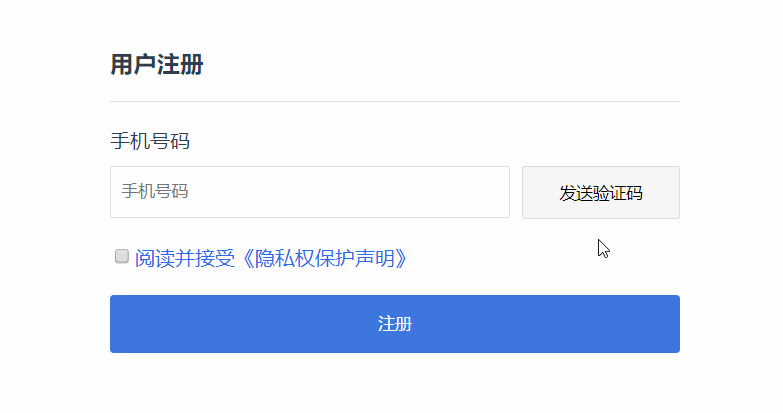 用户注册
手机号码
手机号码
发送验证码
阅读并接受《隐私权保护声明》
注册